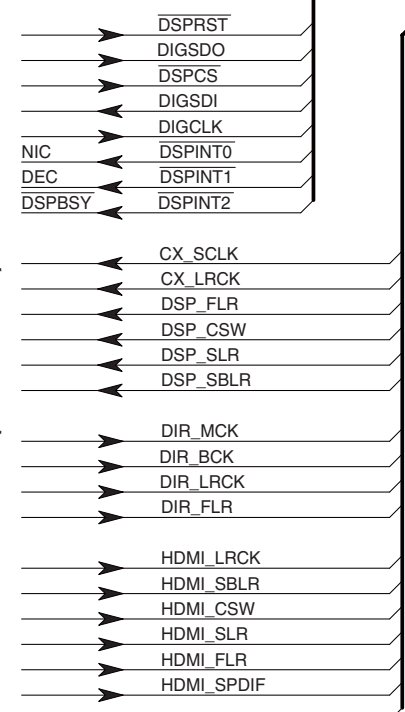 DSPRST
DIGSDO
DSPCS
DIGSDI
DIGCLK
NIC DSPINT0
DEC DSPINT1
DSPBSY DSPINT2
CX_SCLK
CX_LRCK
DSP_FLR
DSP_CSW
DSP_SLR
DSP_SBLR
DIR_MCK
DIR_BCK
DIR_LRCK
DIR_FLR
HDMI_LRCK
HDMI_SBLR
HDMI_CSW
HDMI_SLR
HDMI_FLR
HDMI_SPDIF